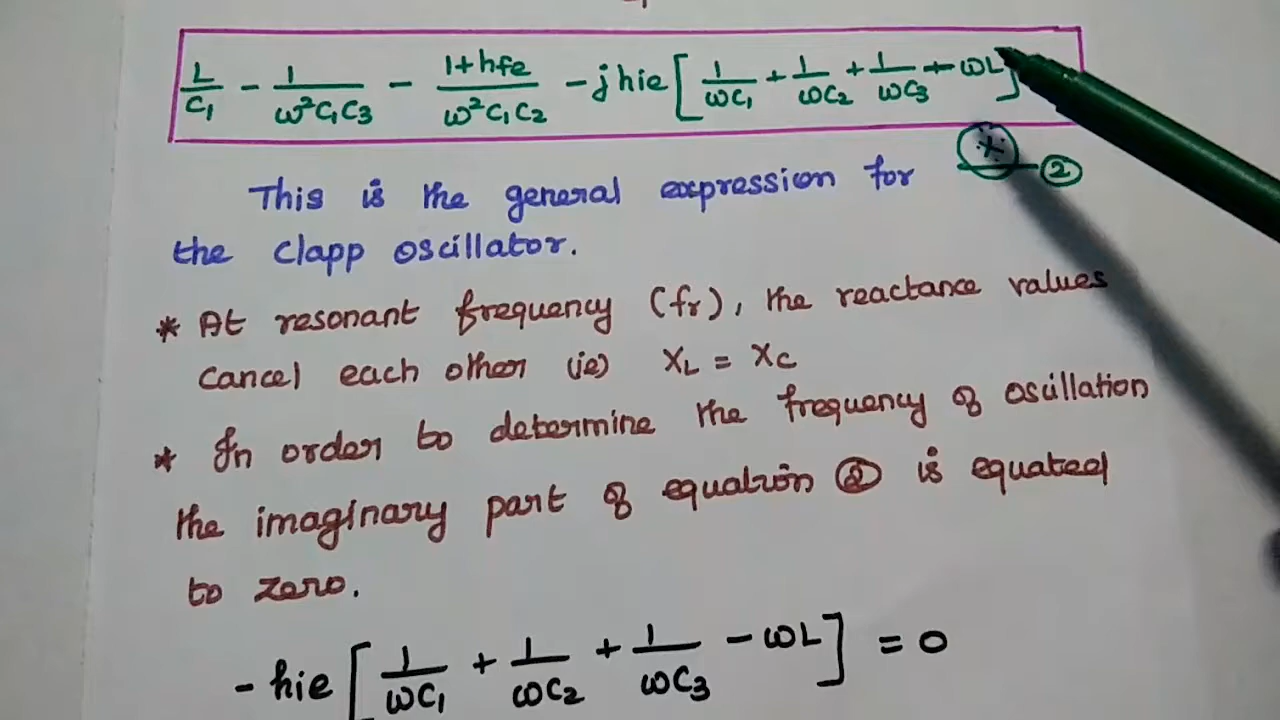 L/C₁ - 1/ω²C₁C₃ - 1+hfe/ω²C₁C₂ - jhie [ 1/ωC₁ + 1/ωC₂ + 1/ωC₃ + ωL ]
②
This is the general expression for
the Clapp oscillator.
* At resonant frequency (fr), the reactance values
cancel each other (ie) XL = XC
* In order to determine the frequency of oscillation
the imaginary part of equation ② is equated
to zero.
- hie [ 1/ωC₁ + 1/ωC₂ + 1/ωC₃ - ωL ] = 0